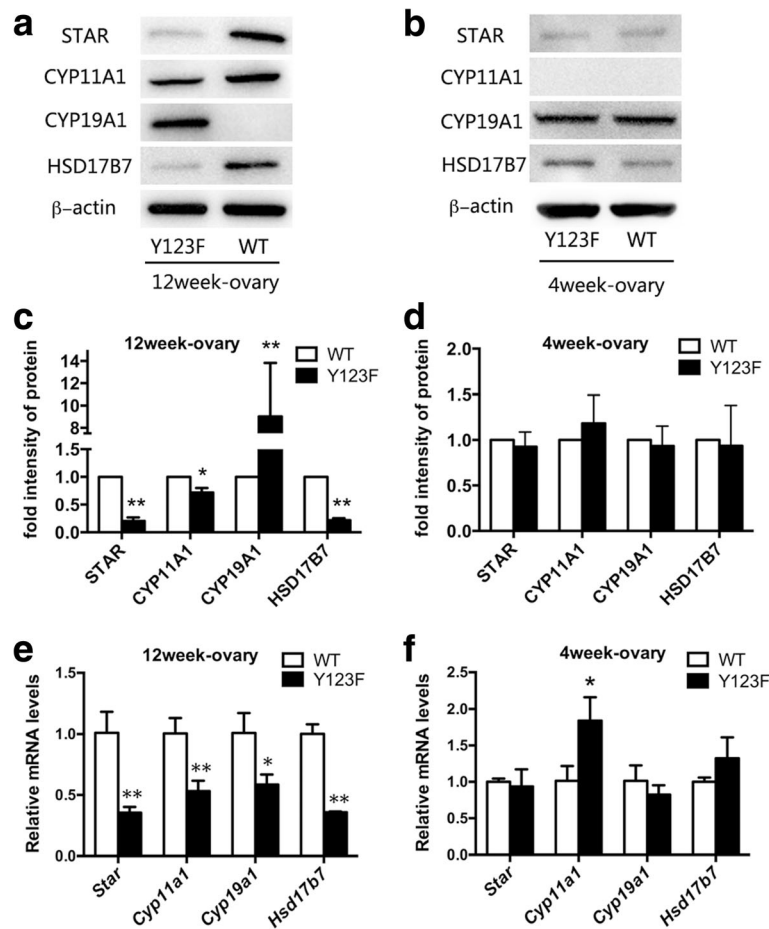 a
STAR
CYP11A1
CYP19A1
HSD17B7
β-actin
Y123F WT
12week-ovary
b
STAR
CYP11A1
CYP19A1
HSD17B7
β-actin
Y123F WT
4week-ovary
c
12week-ovary
WT
Y123F
fold intensity of protein
14
12
10
8
6
1.5
1.0
0.5
0.0
**
*
**
**
STAR
CYP11A1
CYP19A1
HSD17B7
d
4week-ovary
WT
Y123F
fold intensity of protein
2.0
1.5
1.0
0.5
0.0
STAR
CYP11A1
CYP19A1
HSD17B7
e
12week-ovary
WT
Y123F
Relative mRNA levels
1.5
1.0
0.5
0.0
**
**
*
**
Star
Cyp11a1
Cyp19a1
Hsd17b7
f
4week-ovary
WT
Y123F
Relative mRNA levels
2.5
2.0
1.5
1.0
0.5
0.0
*
Star
Cyp11a1
Cyp19a1
Hsd17b7